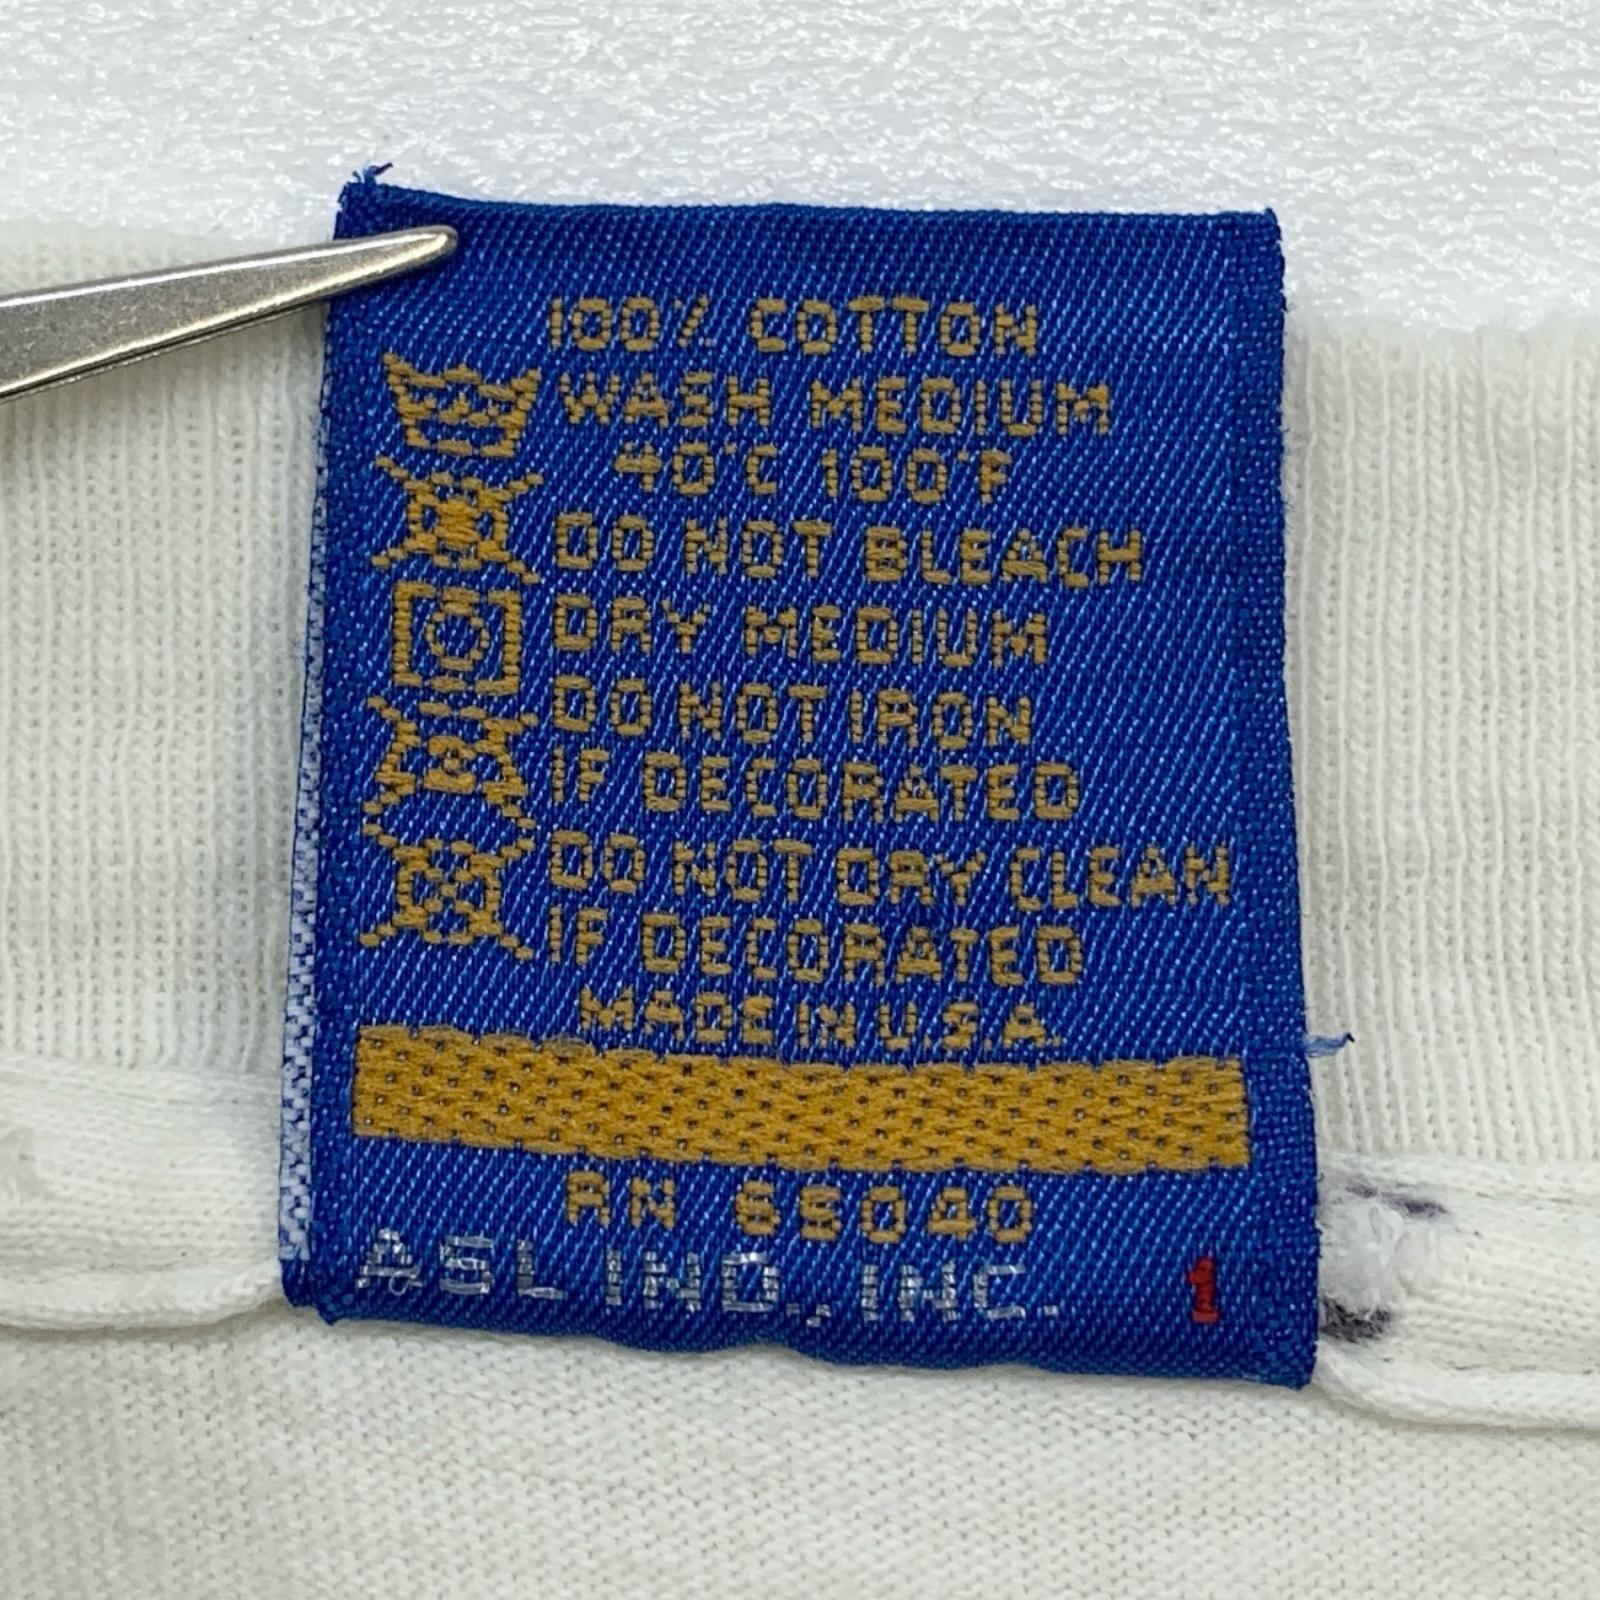 100% COTTON
WASH MEDIUM
40°C 100°F
DO NOT BLEACH
DRY MEDIUM
DO NOT IRON
IF DECORATED
DO NOT DRY CLEAN
IF DECORATED
MADE IN U.S.A.
RN 65040
ASL IND., INC.
1